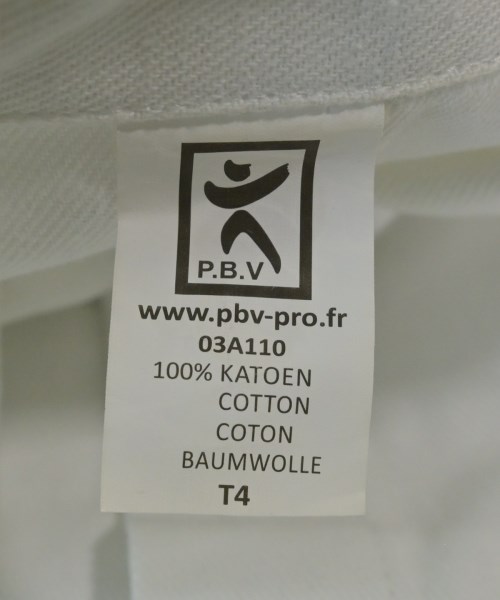 P.B.V
www.pbv-pro.fr
03A110
100% KATOEN
COTTON
COTON
BAUMWOLLE
T4